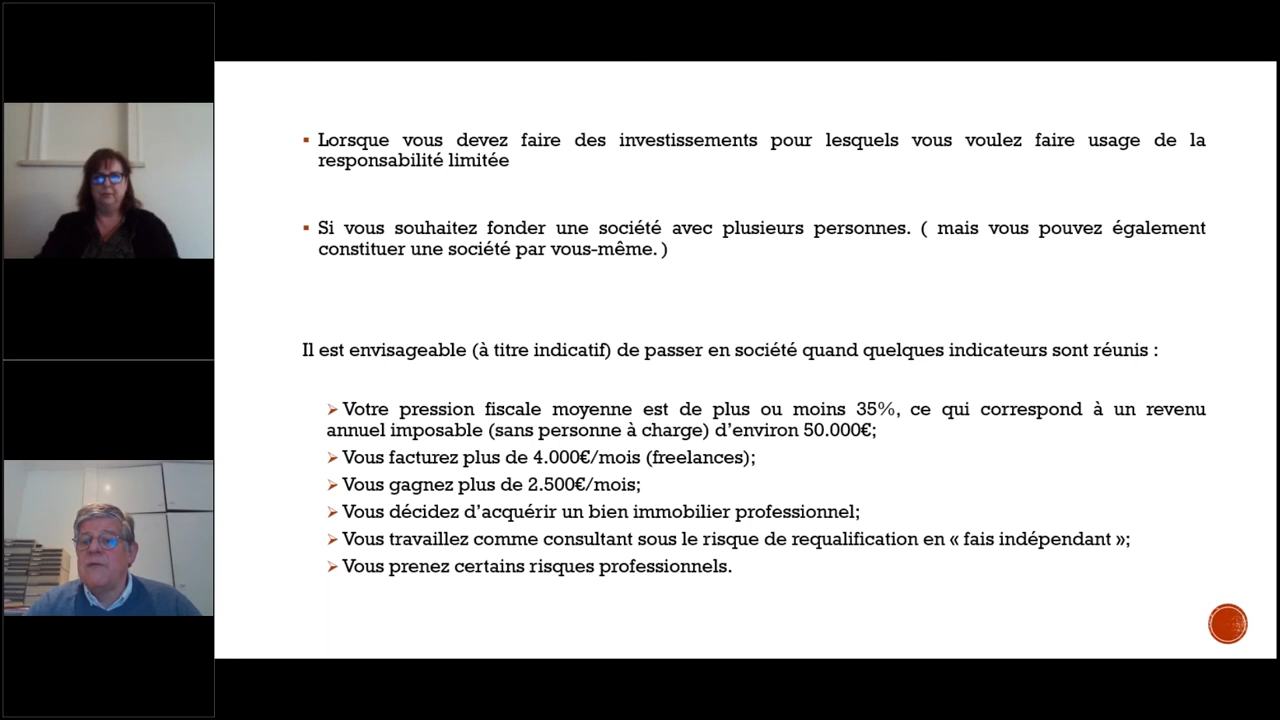 ▪ Lorsque vous devez faire des investissements pour lesquels vous voulez faire usage de la
responsabilité limitée
▪ Si vous souhaitez fonder une société avec plusieurs personnes. ( mais vous pouvez également
constituer une société par vous-même. )
Il est envisageable (à titre indicatif) de passer en société quand quelques indicateurs sont réunis :
➢ Votre pression fiscale moyenne est de plus ou moins 35%, ce qui correspond à un revenu
annuel imposable (sans personne à charge) d’environ 50.000€;
➢ Vous facturez plus de 4.000€/mois (freelances);
➢ Vous gagnez plus de 2.500€/mois;
➢ Vous décidez d’acquérir un bien immobilier professionnel;
➢ Vous travaillez comme consultant sous le risque de requalification en « fais indépendant »;
➢ Vous prenez certains risques professionnels.